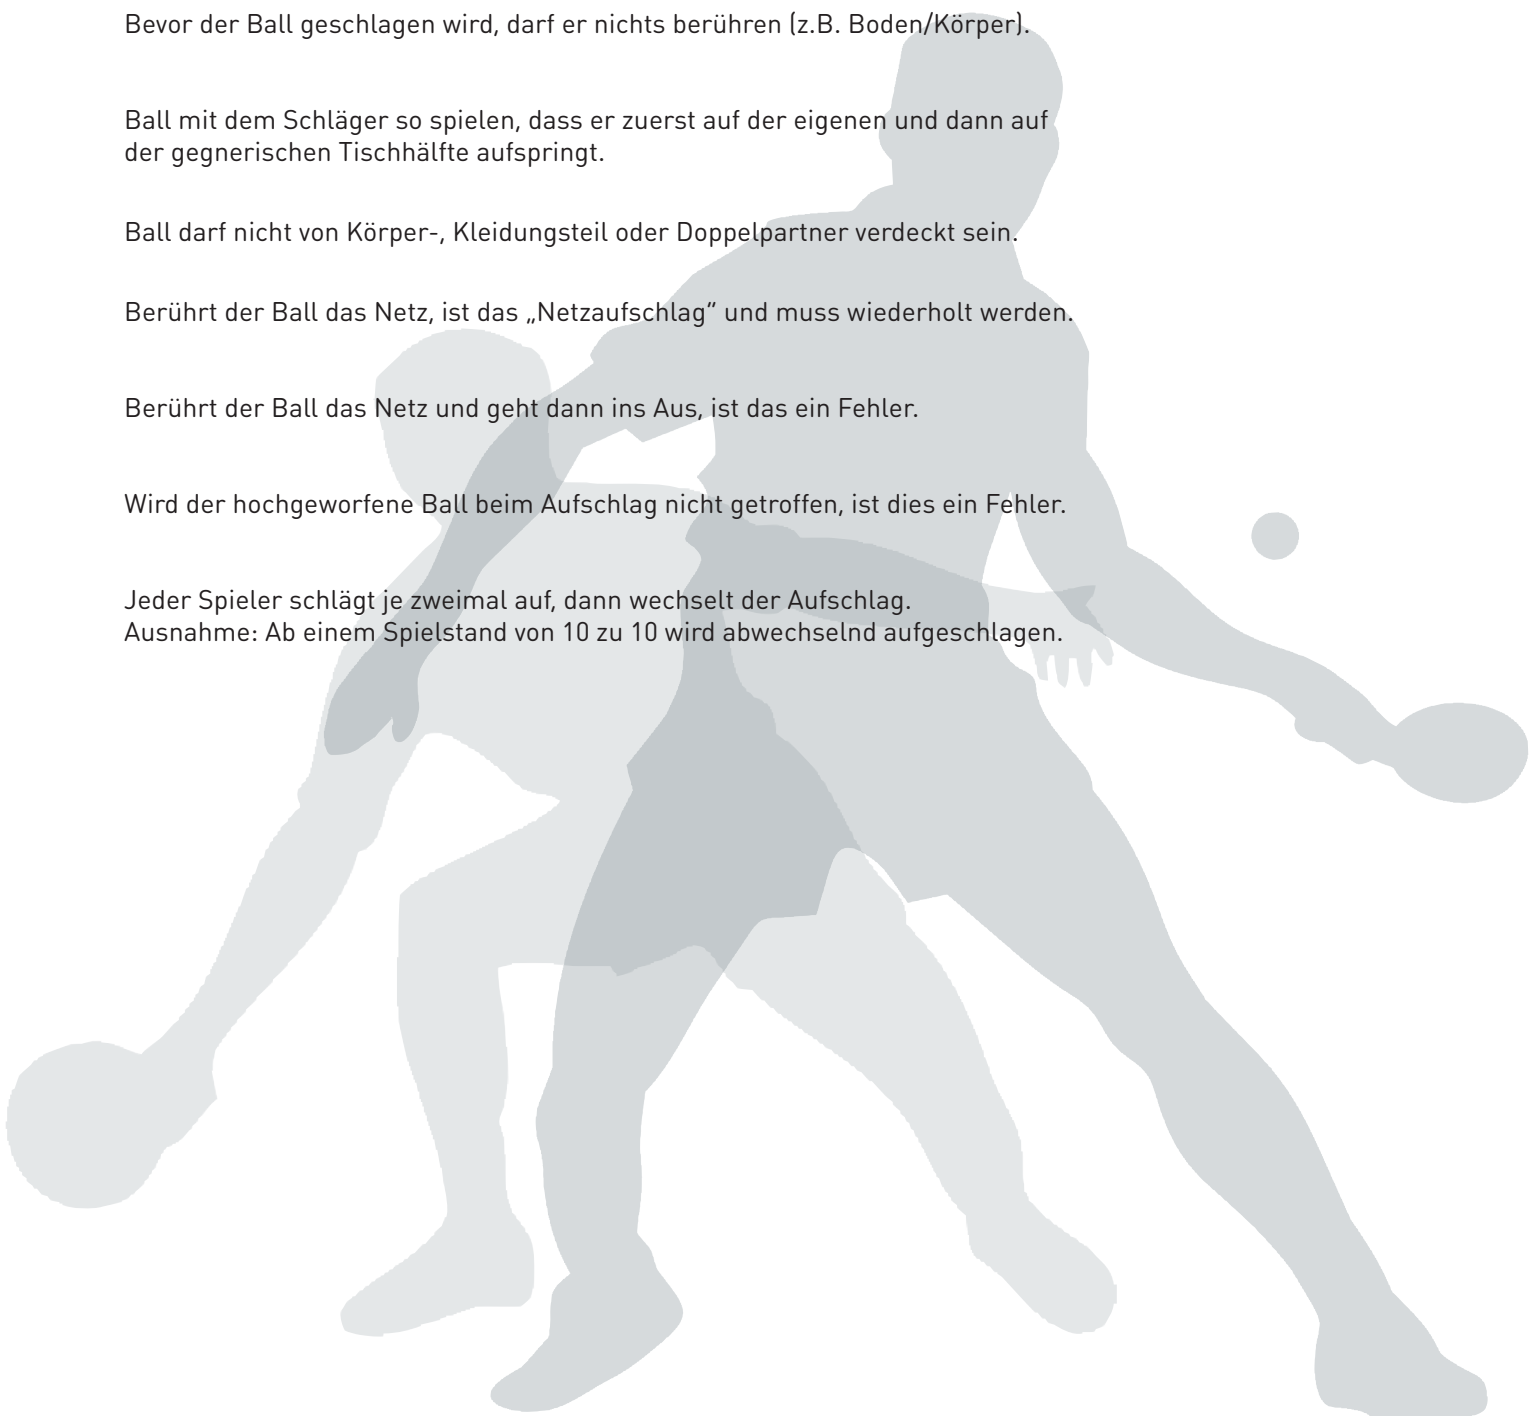 Bevor der Ball geschlagen wird, darf er nichts berühren (z.B. Boden/Körper).
Ball mit dem Schläger so spielen, dass er zuerst auf der eigenen und dann auf
der gegnerischen Tischhälfte aufspringt.
Ball darf nicht von Körper-, Kleidungsteil oder Doppelpartner verdeckt sein.
Berührt der Ball das Netz, ist das „Netzaufschlag“ und muss wiederholt werden.
Berührt der Ball das Netz und geht dann ins Aus, ist das ein Fehler.
Wird der hochgeworfene Ball beim Aufschlag nicht getroffen, ist dies ein Fehler.
Jeder Spieler schlägt je zweimal auf, dann wechselt der Aufschlag.
Ausnahme: Ab einem Spielstand von 10 zu 10 wird abwechselnd aufgeschlagen.